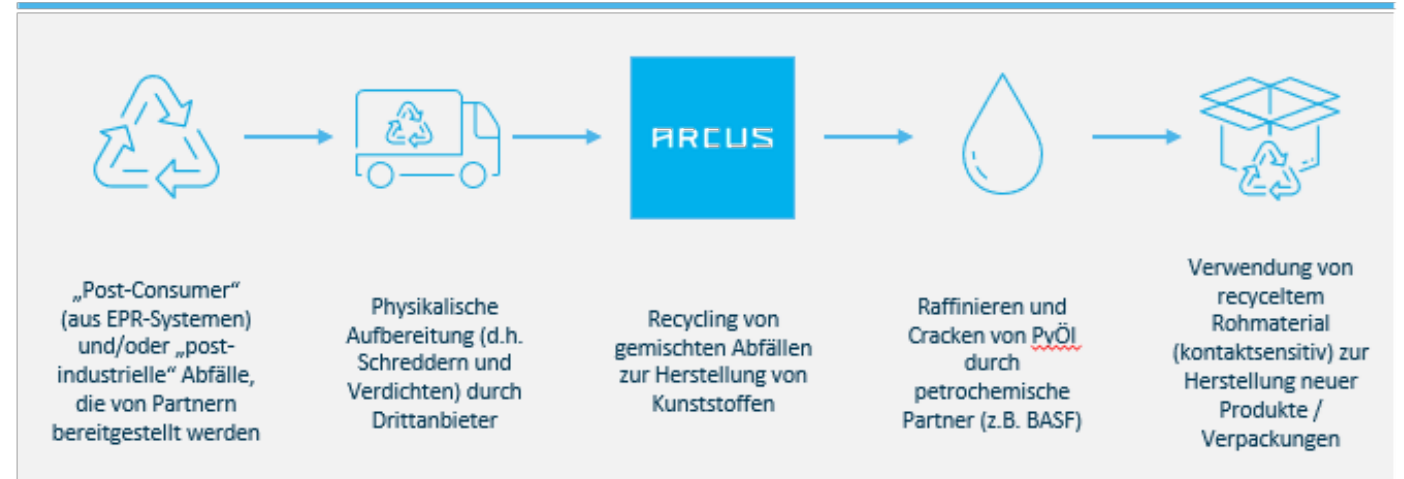 ARCUS
„Post-Consumer“
(aus EPR-Systemen)
und/oder „post-
industrielle“ Abfälle,
die von Partnern
bereitgestellt werden
Physikalische
Aufbereitung (d.h.
Schreddern und
Verdichten) durch
Drittanbieter
Recycling von
gemischten Abfällen
zur Herstellung von
Kunststoffen
Raffinieren und
Cracken von PyÖl
durch
petrochemische
Partner (z.B. BASF)
Verwendung von
recyceltem
Rohmaterial
(kontaktsensitiv) zur
Herstellung neuer
Produkte /
Verpackungen